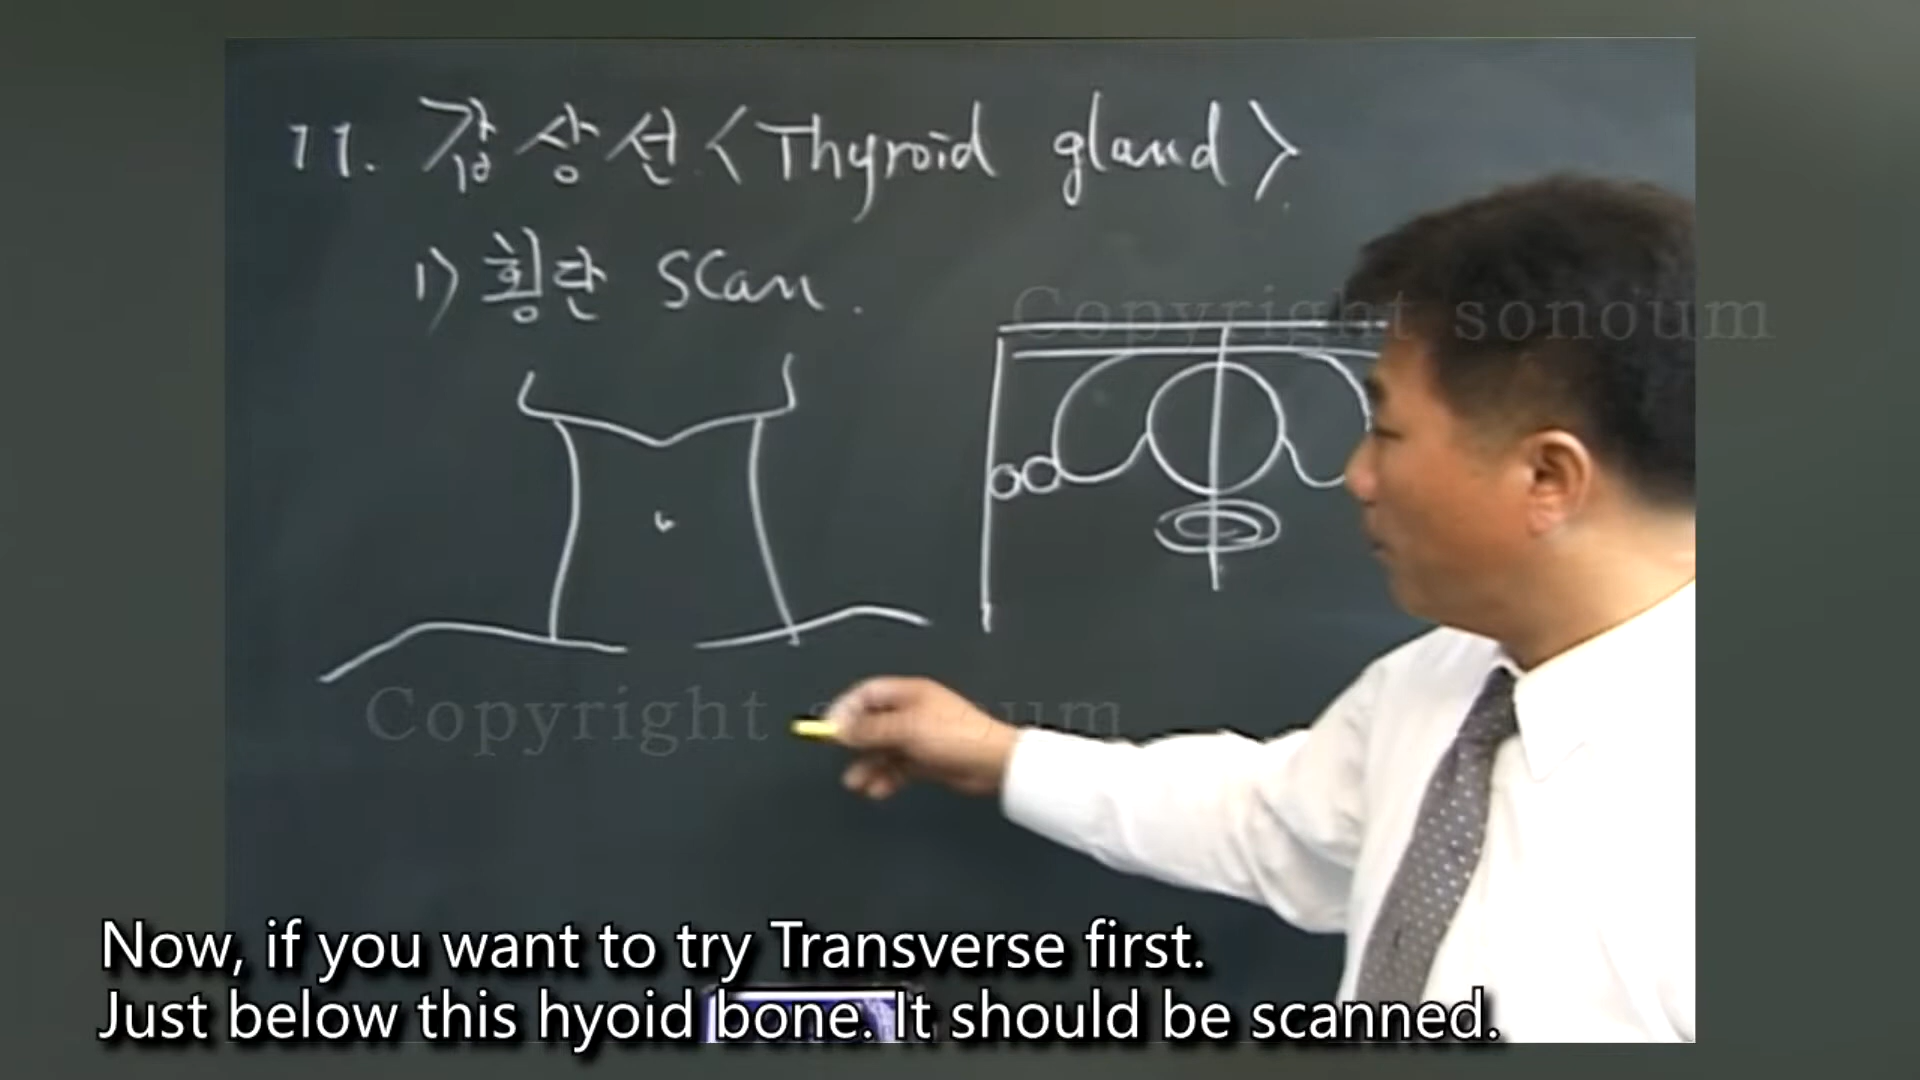 11. 갑상선 <Thyroid gland>
1) 횡단 scan.
Copyright sonoum
Copyright sonoum
Now, if you want to try Transverse first.
Just below this hyoid bone. It should be scanned.